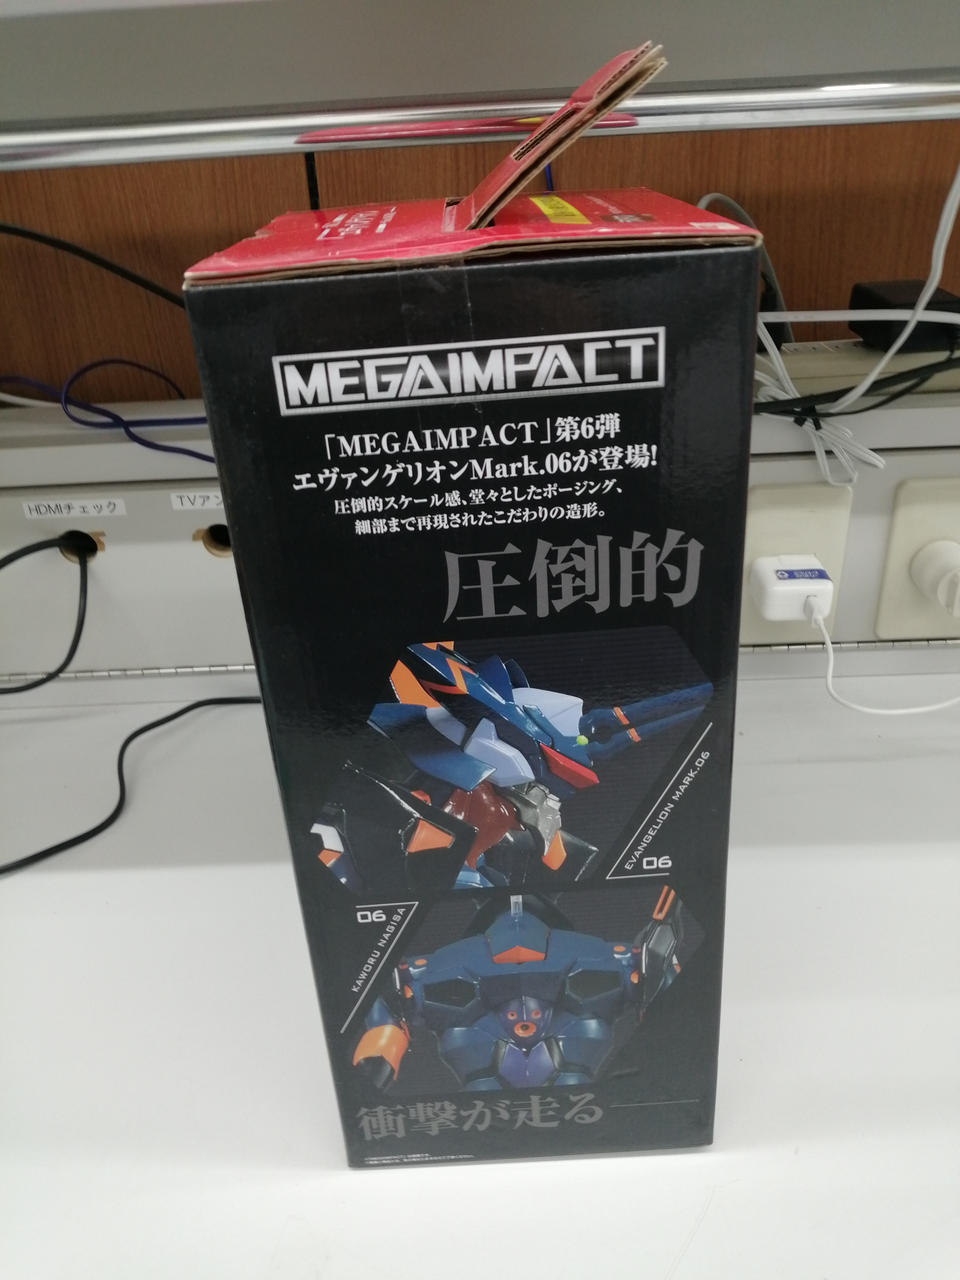 MEGAIMPACT
「MEGAIMPACT」第6弾
エヴァンゲリオンMark.06が登場!
圧倒的スケール感、堂々としたポージング、
細部まで再現されたこだわりの造形。
圧倒的
EVANGELION MARK.06
06
06
KAWORU NAGISA
衝撃が走る――
HDMIチェック
TVアン